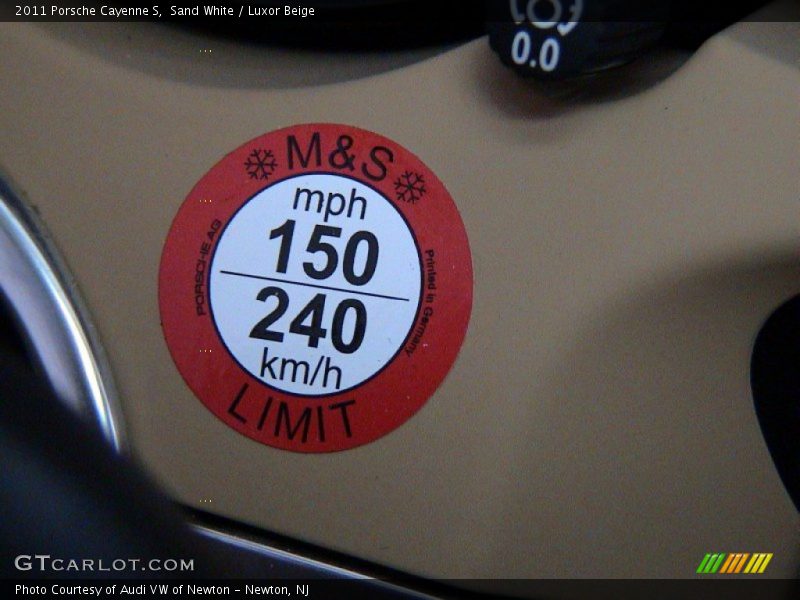 2011 Porsche Cayenne S, Sand White / Luxor Beige
0.0
M&S
mph
150
240
km/h
LIMIT
PORSCHE AG
Printed in Germany
GTCARLOT.COM
Photo Courtesy of Audi VW of Newton - Newton, NJ